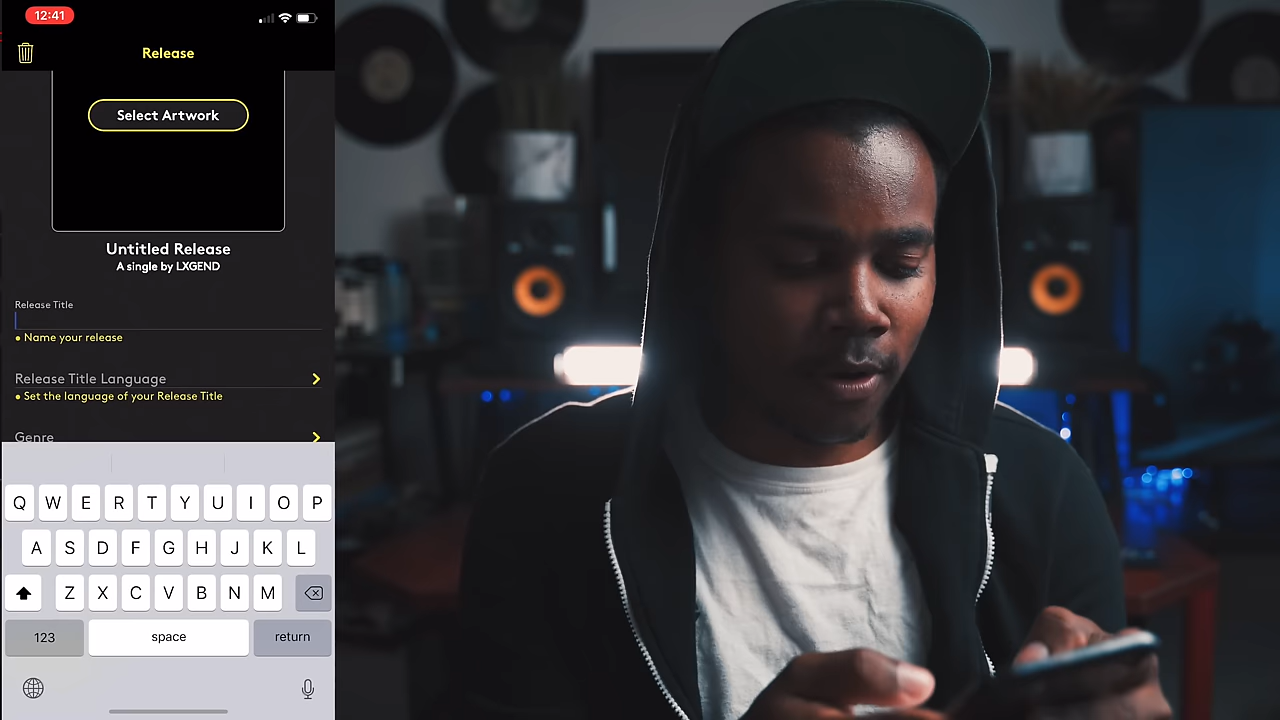 12:41
Release
Select Artwork
Untitled Release
A single by LXGEND
Release Title
• Name your release
Release Title Language
• Set the language of your Release Title
Genre
Q W E R T Y U I O P
A S D F G H J K L
Z X C V B N M
123 space return